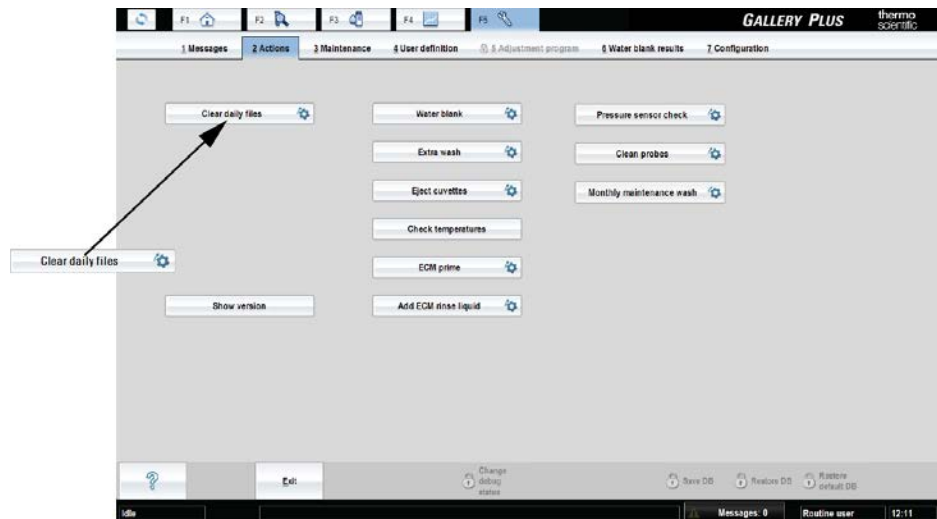 F1 F2 F3 F4 F5 GALLERY PLUS thermo scientific
1 Messages 2 Actions 3 Maintenance 4 User definition 5 Adjustment program 6 Water blank results 7 Configuration
Clear daily files Water blank Pressure sensor check
Extra wash Clean probes
Eject cuvettes Monthly maintenance wash
Check temperatures
Clear daily files
ECM prime
Show version Add ECM rinse liquid
? Exit Change debug status Save DB Restore DB Restore default DB
Idle Messages: 0 Routine user 12:11